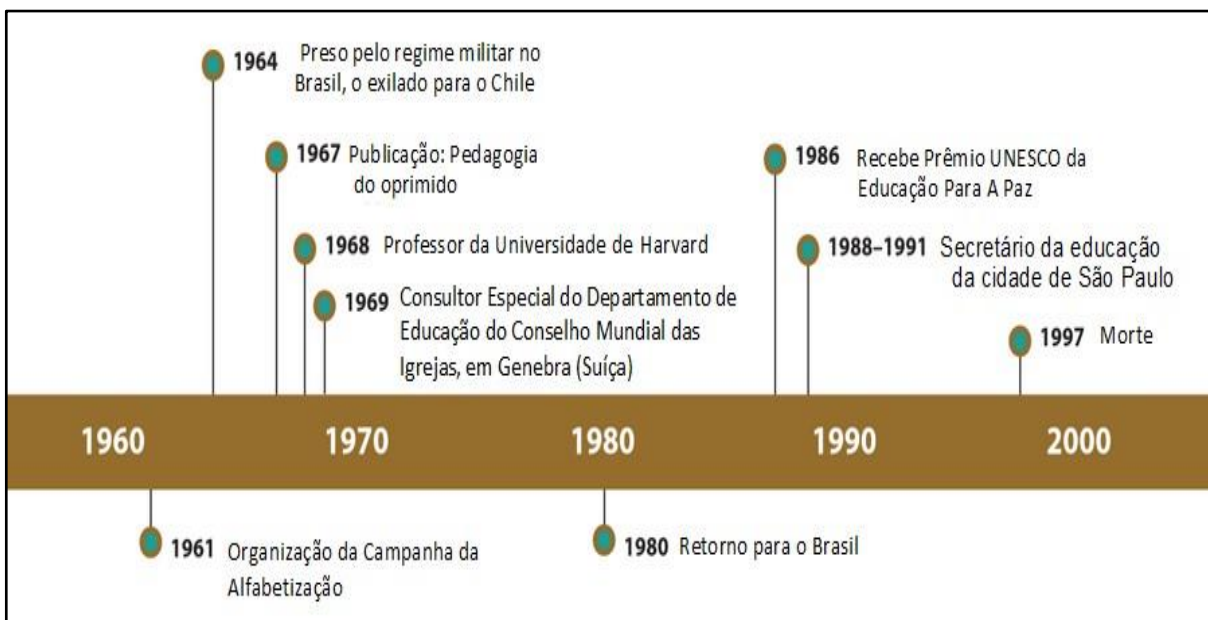 1964 Preso pelo regime militar no
Brasil, o exilado para o Chile
1967 Publicação: Pedagogia
do oprimido
1968 Professor da Universidade de Harvard
1969 Consultor Especial do Departamento de
Educação do Conselho Mundial das
Igrejas, em Genebra (Suíça)
1986 Recebe Prêmio UNESCO da
Educação Para A Paz
1988–1991 Secretário da educação
da cidade de São Paulo
1997 Morte
1960 1970 1980 1990 2000
1961 Organização da Campanha da
Alfabetização
1980 Retorno para o Brasil